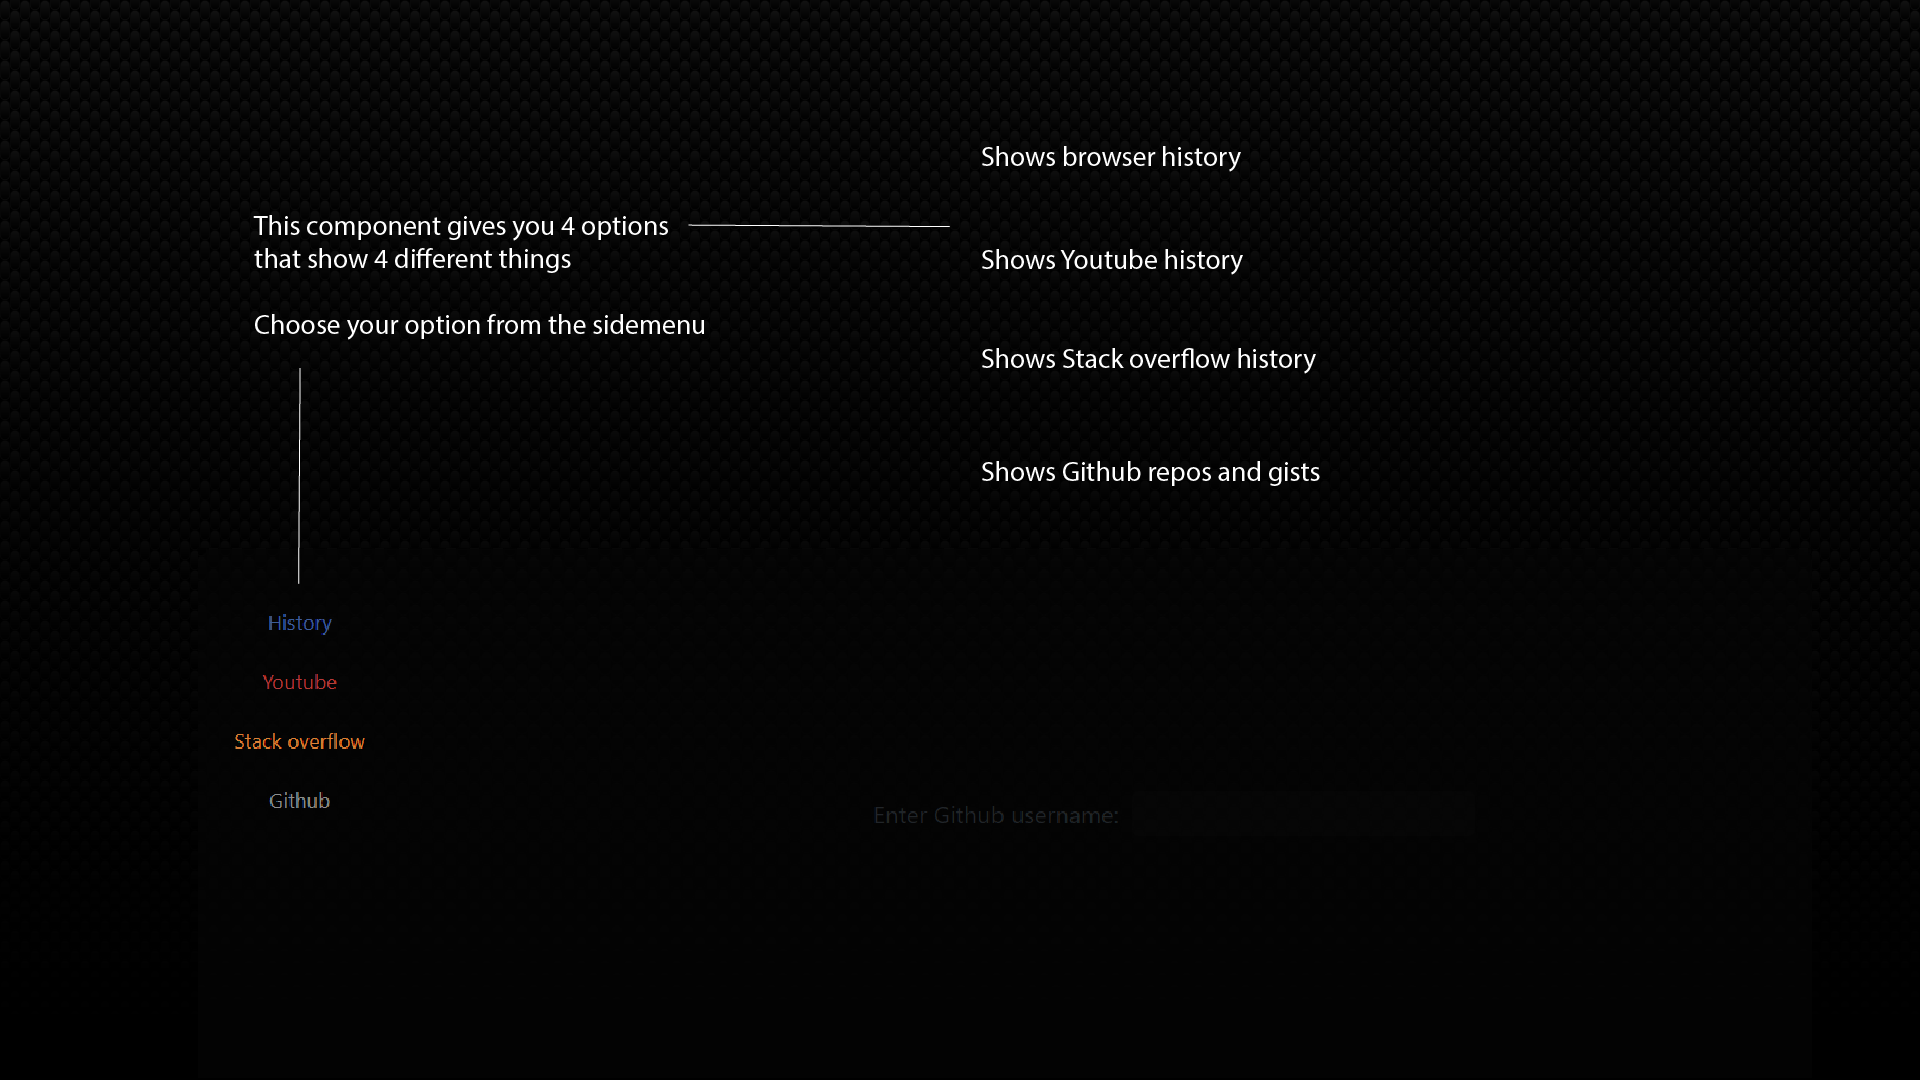 This component gives you 4 options
that show 4 different things
Choose your option from the sidemenu
Shows browser history
Shows Youtube history
Shows Stack overflow history
Shows Github repos and gists
History
Youtube
Stack overflow
Github
Enter Github username: